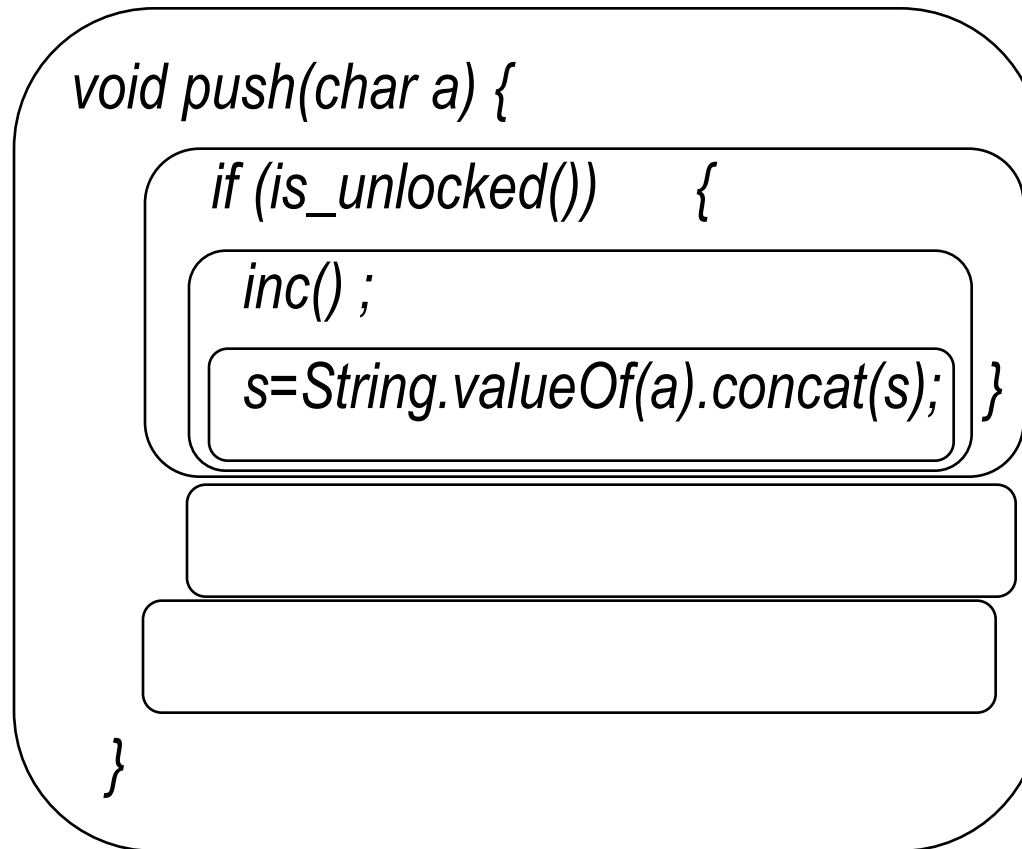 void push(char a) {
if (is_unlocked()) {
inc() ;
s=String.valueOf(a).concat(s); }
}